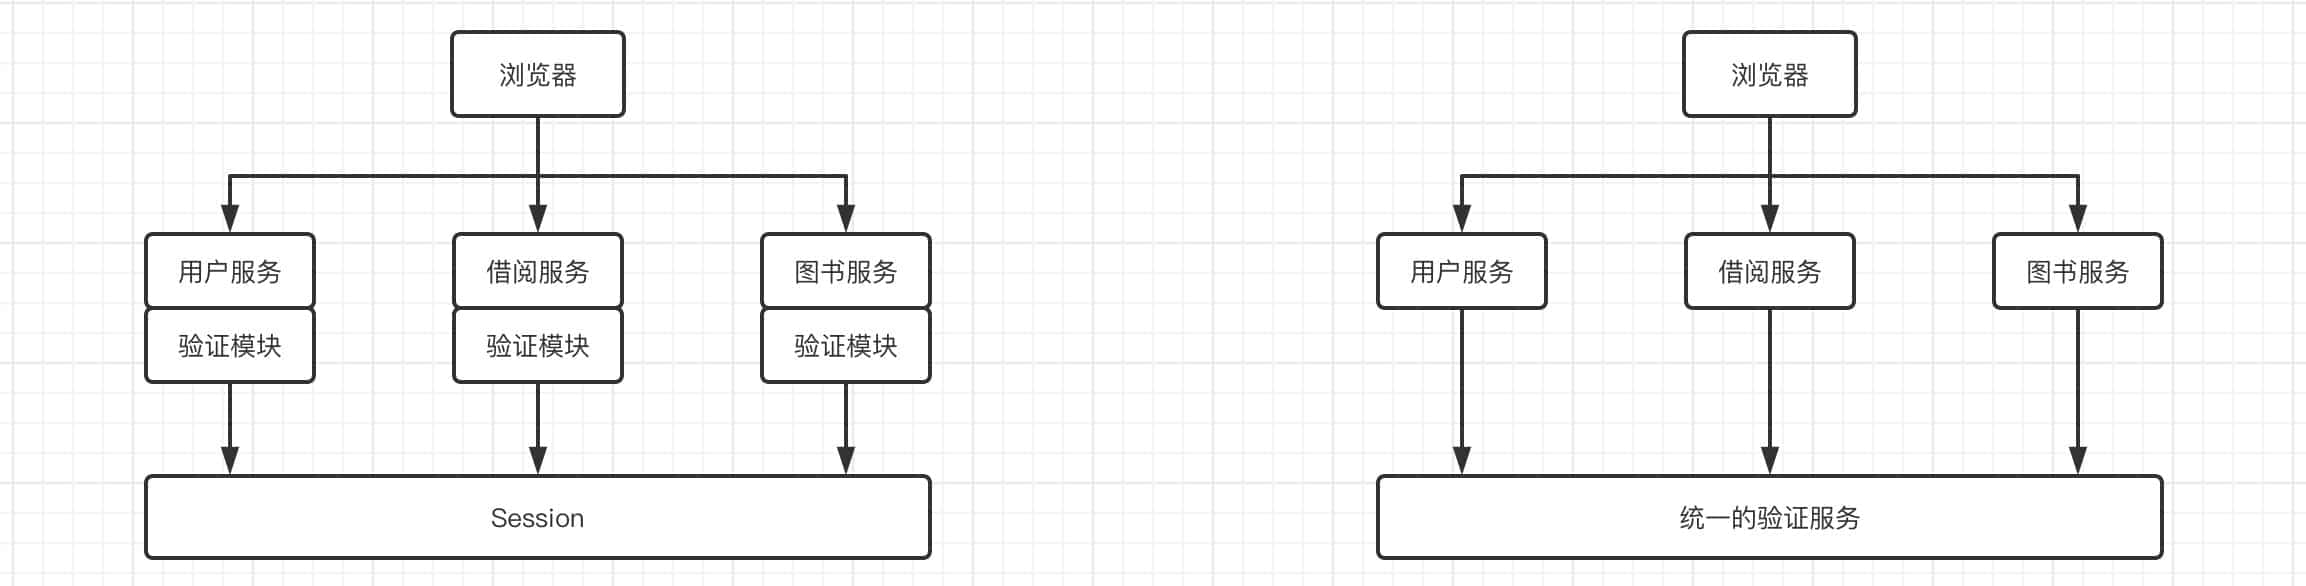 浏览器
用户服务
借阅服务
图书服务
验证模块
验证模块
验证模块
Session
浏览器
用户服务
借阅服务
图书服务
统一的验证服务